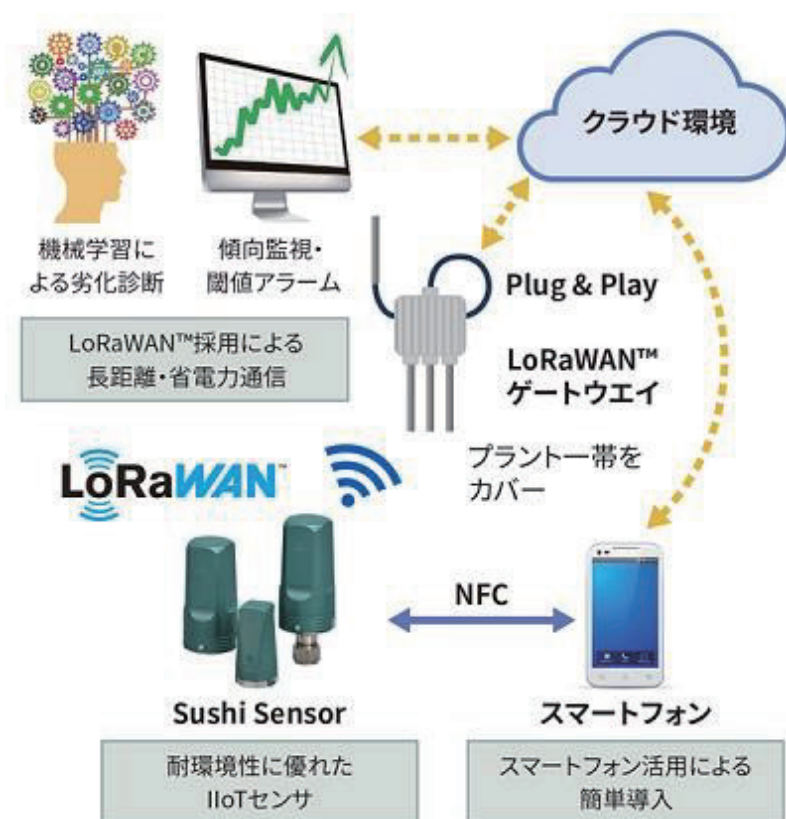 クラウド環境
機械学習に
よる劣化診断
傾向監視・
閾値アラーム
Plug & Play
LoRaWAN™採用による
長距離・省電力通信
LoRaWAN™
ゲートウエイ
LoRaWAN™
プラント一帯を
カバー
NFC
Sushi Sensor
スマートフォン
耐環境性に優れた
IIoTセンサ
スマートフォン活用による
簡単導入